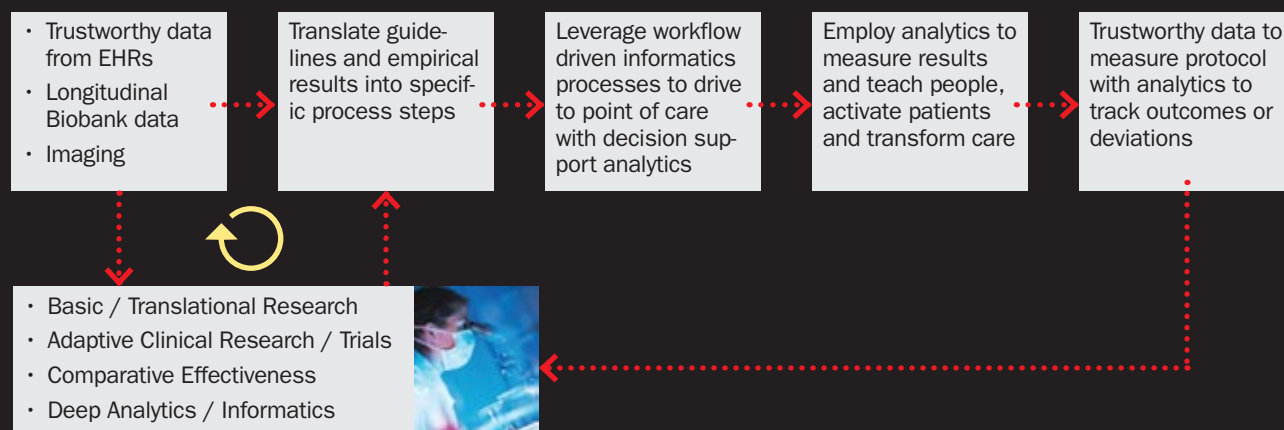 · Trustworthy data
from EHRs
· Longitudinal
Biobank data
· Imaging
Translate guide-
lines and empirical
results into specif-
ic process steps
Leverage workflow
driven informatics
processes to drive
to point of care
with decision sup-
port analytics
Employ analytics to
measure results
and teach people,
activate patients
and transform care
Trustworthy data to
measure protocol
with analytics to
track outcomes or
deviations
· Basic / Translational Research
· Adaptive Clinical Research / Trials
· Comparative Effectiveness
· Deep Analytics / Informatics